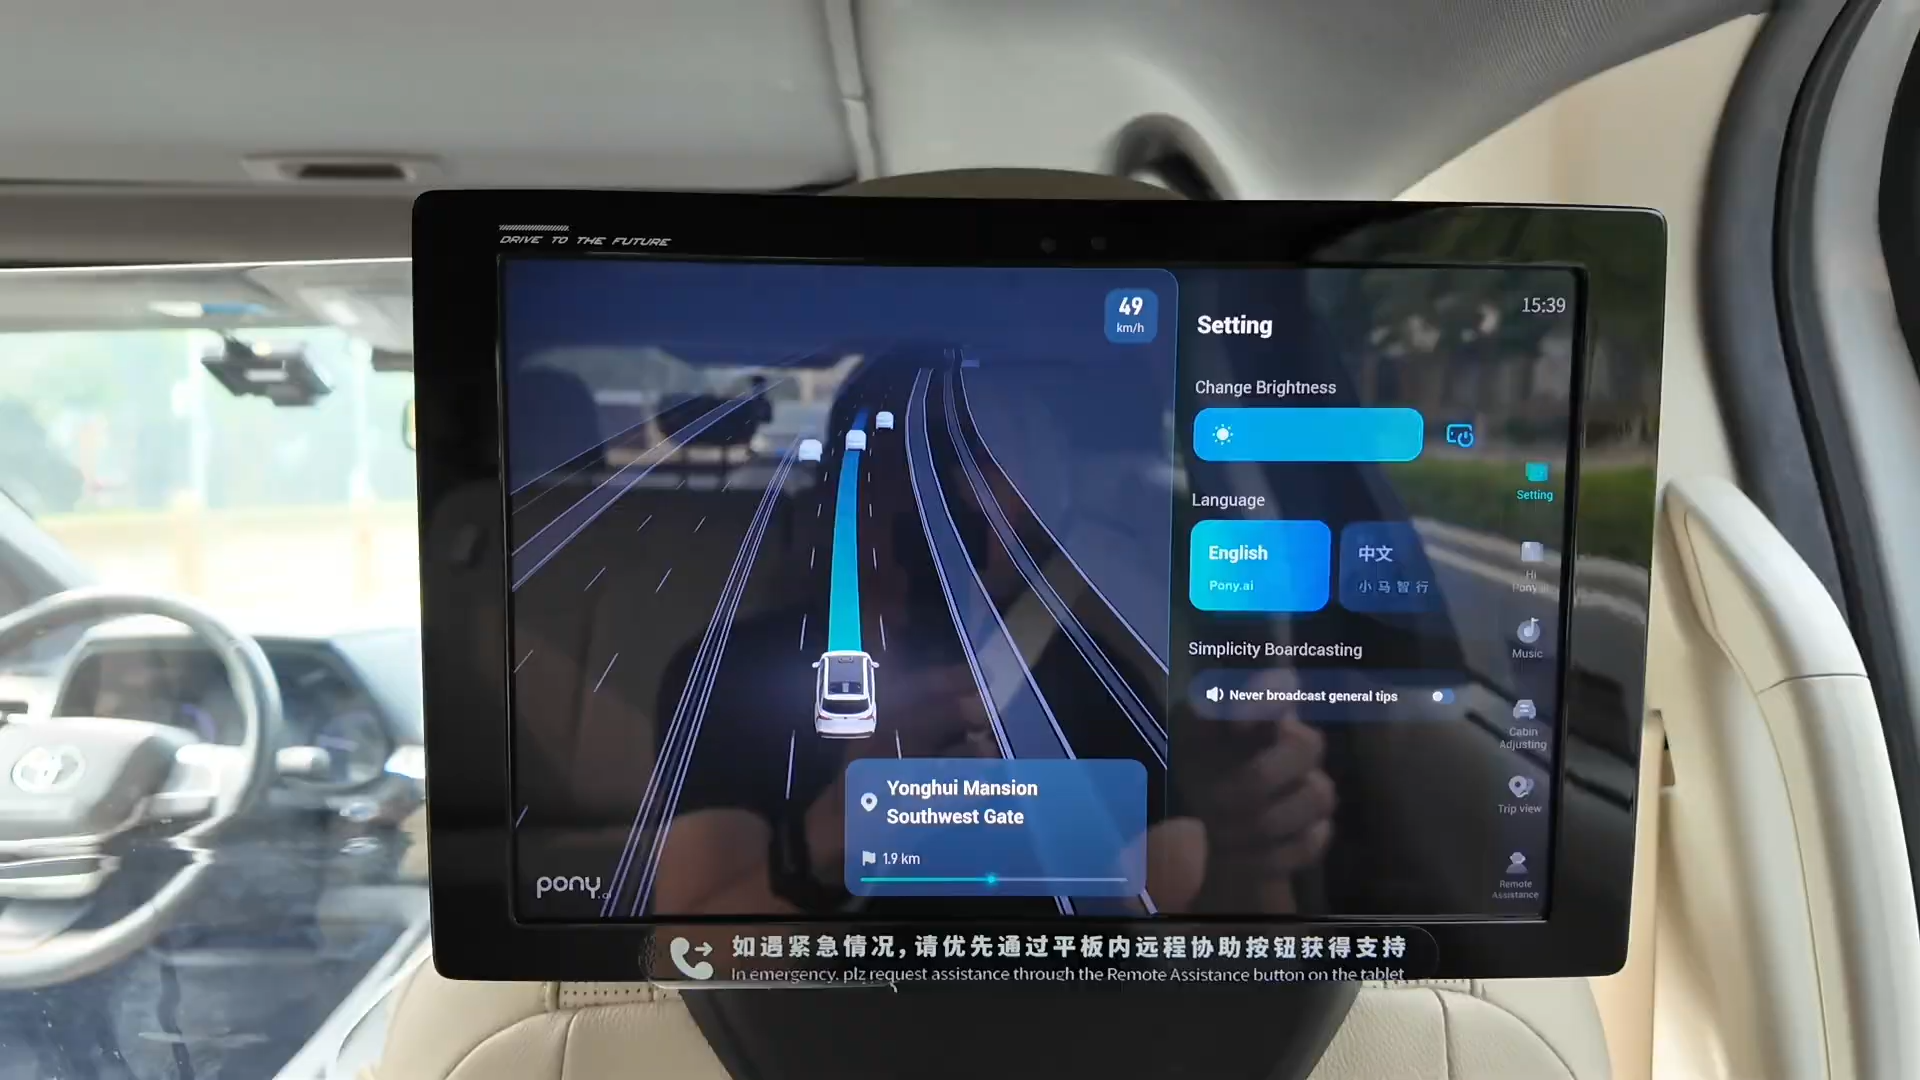 DRIVE TO THE FUTURE
49
km/h
Setting
15:39
Change Brightness
Language
English
Pony.ai
中文
小马智行
Simplicity Boardcasting
Never broadcast general tips
Setting
Hi
Pony.ai
Music
Cabin
Adjusting
Trip view
Remote
Assistance
Yonghui Mansion
Southwest Gate
1.9 km
pony.ai
如遇紧急情况,请优先通过平板内远程协助按钮获得支持
In emergency, plz request assistance through the Remote Assistance button on the tablet